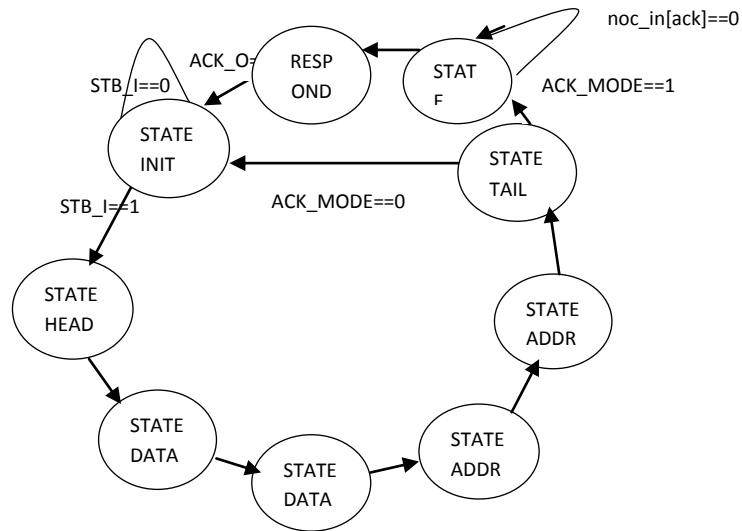 noc_in[ack]==0
ACK_O=
RESP
OND
STAT
STB_I==0
ACK_MODE==1
STATE
INIT
STATE
TAIL
STB_I==1
ACK_MODE==0
STATE
HEAD
STATE
ADDR
STATE
DATA
STATE
ADDR
STATE
DATA